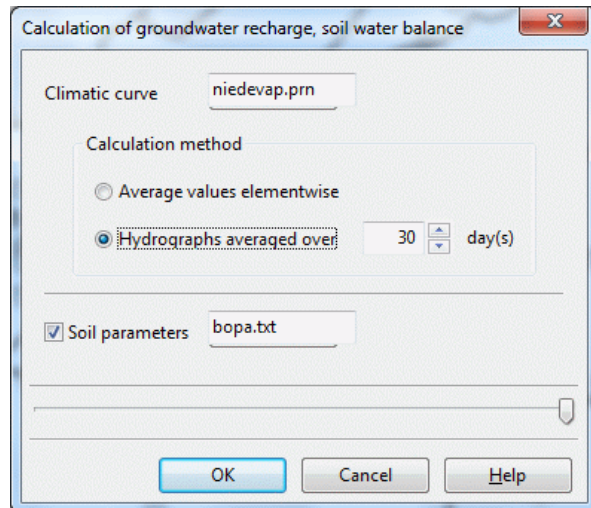 Calculation of groundwater recharge, soil water balance
Climatic curve niedevap.prn
Calculation method
Average values elementwise
Hydrographs averaged over 30 day(s)
Soil parameters bopa.txt
OK Cancel Help